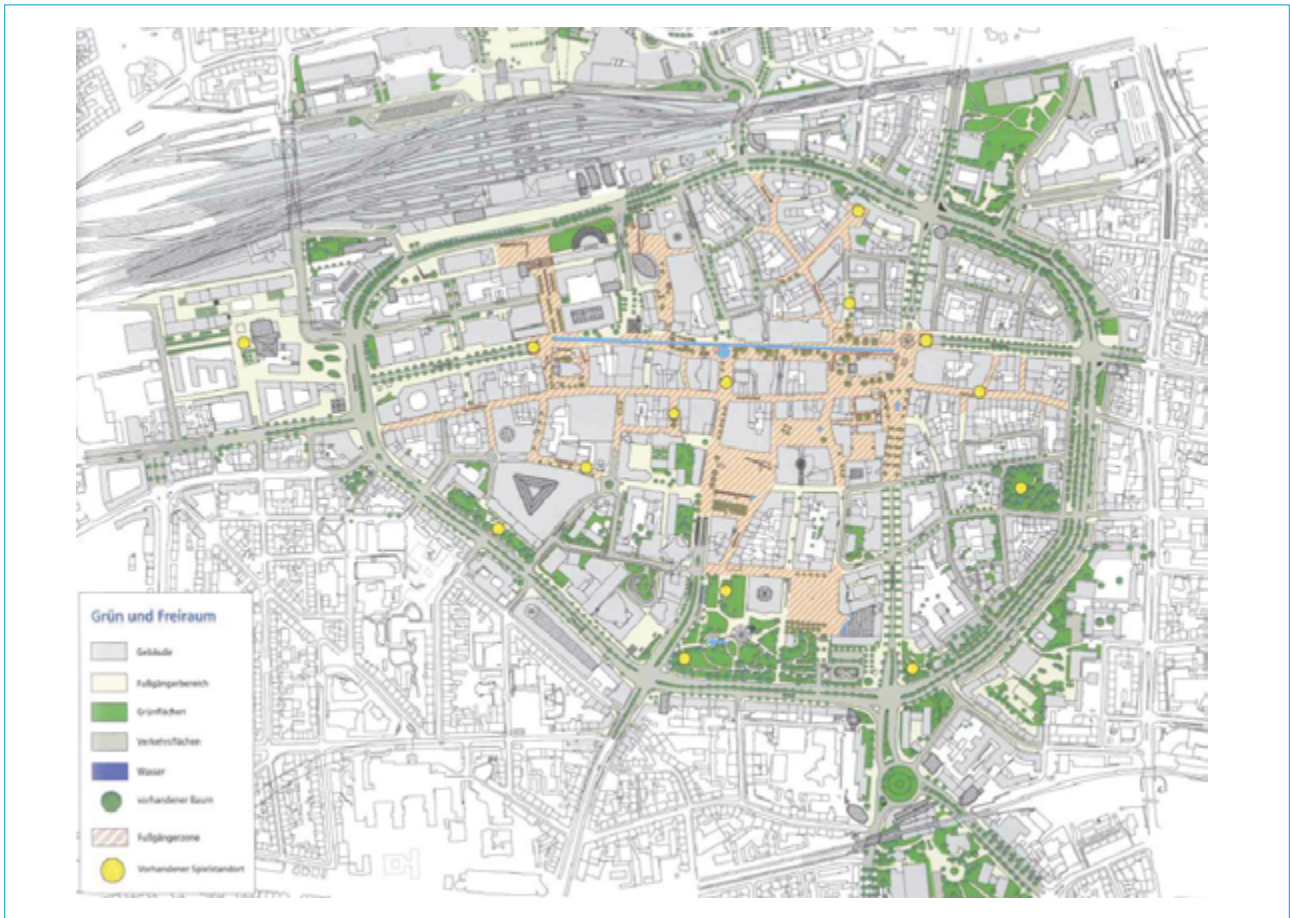 Grün und Freiraum
Gebäude
Fußgängerbereich
Grünflächen
Verkehrsflächen
Wasser
vorhandener Baum
Fußgängerzone
Vorhandener Spielstandort